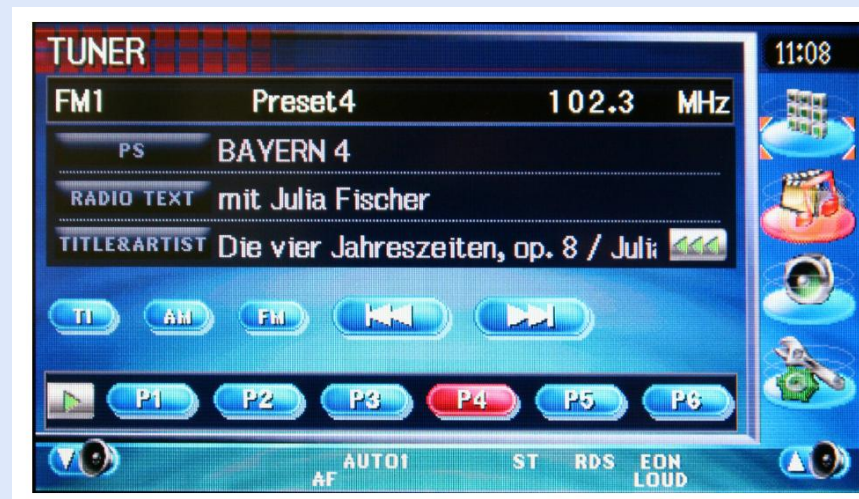 TUNER
11:08
FM1 Preset4 102.3 MHz
PS BAYERN 4
RADIO TEXT mit Julia Fischer
TITLE&ARTIST Die vier Jahreszeiten, op. 8 / Julia
TI AM FM
P1 P2 P3 P4 P5 P6
AUTO1 ST RDS EON
AF LOUD